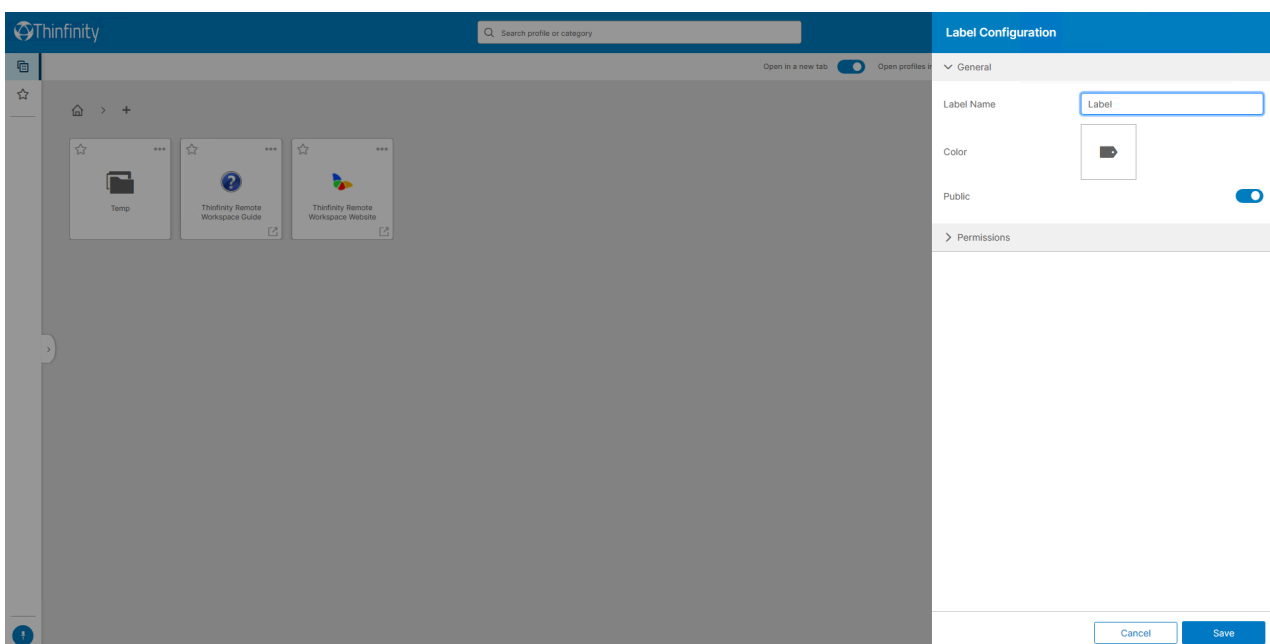 Thinfinity
Search profile or category
Label Configuration
Open in a new tab
Open profiles in
General
Label Name
Label
Color
Public
Permissions
Temp
Thinfinity Remote
Workspace Guide
Thinfinity Remote
Workspace Website
Cancel
Save